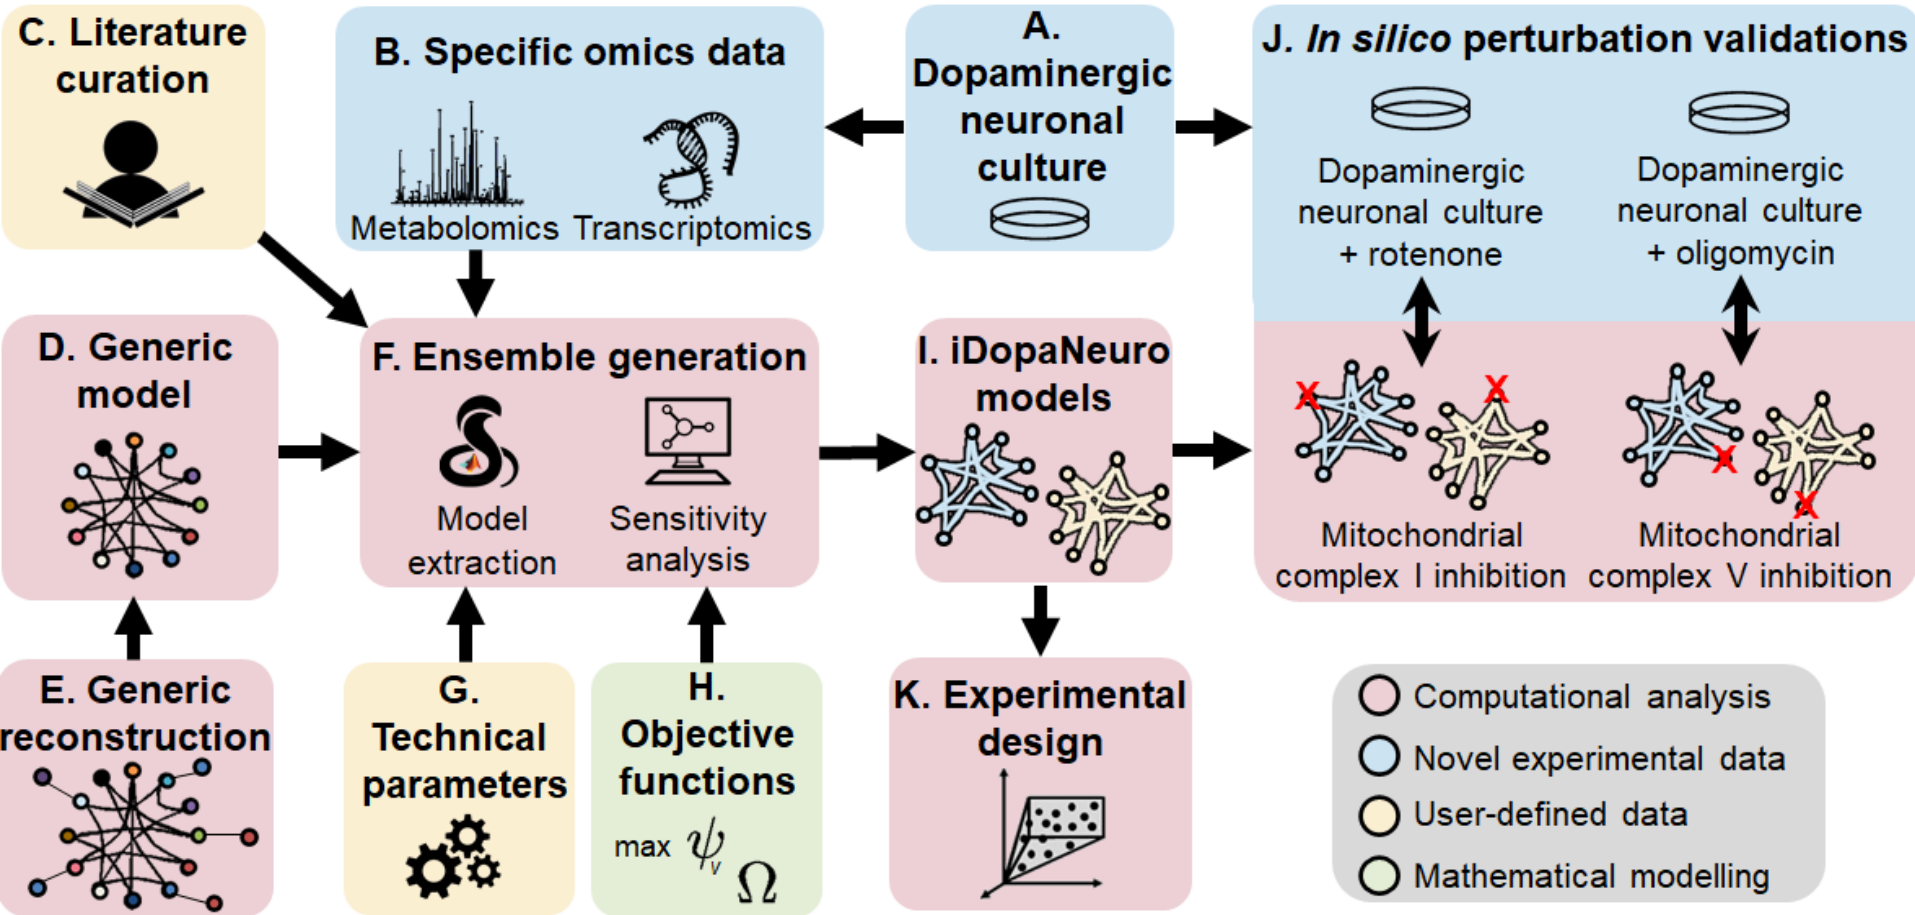 C. Literature
curation
B. Specific omics data
Metabolomics
Transcriptomics
A.
Dopaminergic
neuronal
culture
J. In silico perturbation validations
Dopaminergic
neuronal culture
+ rotenone
Dopaminergic
neuronal culture
+ oligomycin
Mitochondrial
complex I inhibition
Mitochondrial
complex V inhibition
D. Generic
model
F. Ensemble generation
Model
extraction
Sensitivity
analysis
I. iDopaNeuro
models
E. Generic
reconstruction
G.
Technical
parameters
H.
Objective
functions
max ψv
Ω
K. Experimental
design
Computational analysis
Novel experimental data
User-defined data
Mathematical modelling